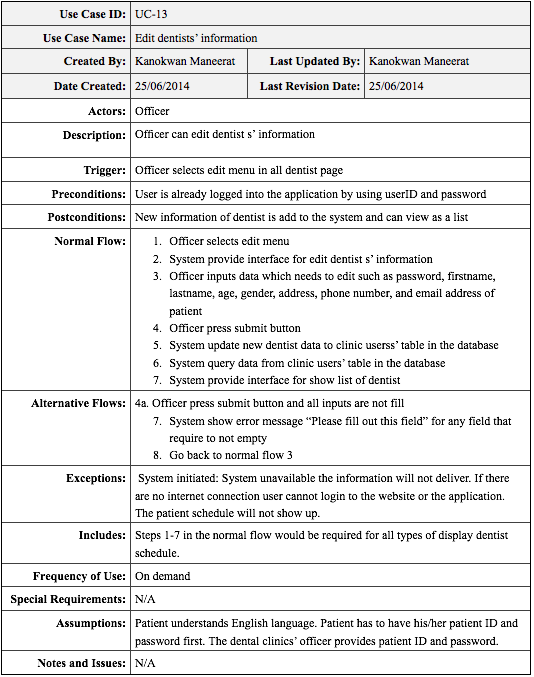 Use Case ID: UC-13
Use Case Name: Edit dentists’ information
Created By: Kanokwan Maneerat Last Updated By: Kanokwan Maneerat
Date Created: 25/06/2014 Last Revision Date: 25/06/2014
Actors: Officer
Description: Officer can edit dentist s’ information
Trigger: Officer selects edit menu in all dentist page
Preconditions: User is already logged into the application by using userID and password
Postconditions: New information of dentist is add to the system and can view as a list
Normal Flow: 1. Officer selects edit menu
2. System provide interface for edit dentist s’ information
3. Officer inputs data which needs to edit such as password, firstname,
lastname, age, gender, address, phone number, and email address of
patient
4. Officer press submit button
5. System update new dentist data to clinic userss’ table in the database
6. System query data from clinic users’ table in the database
7. System provide interface for show list of dentist
Alternative Flows: 4a. Officer press submit button and all inputs are not fill
7. System show error message “Please fill out this field” for any field that
require to not empty
8. Go back to normal flow 3
Exceptions: System initiated: System unavailable the information will not deliver. If there
are no internet connection user cannot login to the website or the application.
The patient schedule will not show up.
Includes: Steps 1-7 in the normal flow would be required for all types of display dentist
schedule.
Frequency of Use: On demand
Special Requirements: N/A
Assumptions: Patient understands English language. Patient has to have his/her patient ID and
password first. The dental clinics’ officer provides patient ID and password.
Notes and Issues: N/A